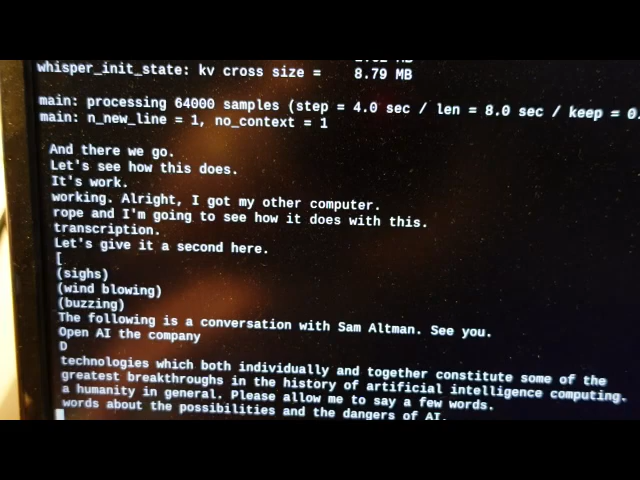 whisper_init_state: kv cross size =    8.79 MB
main: processing 64000 samples (step = 4.0 sec / len = 8.0 sec / keep = 0.
main: n_new_line = 1, no_context = 1
And there we go.
Let's see how this does.
It's work.
working. Alright, I got my other computer.
rope and I'm going to see how it does with this.
transcription.
Let's give it a second here.
[
(sighs)
(wind blowing)
(buzzing)
The following is a conversation with Sam Altman. See you.
Open AI the company
D
technologies which both individually and together constitute some of the
greatest breakthroughs in the history of artificial intelligence computing.
a humanity in general. Please allow me to say a few words.
words about the possibilities and the dangers of AI.